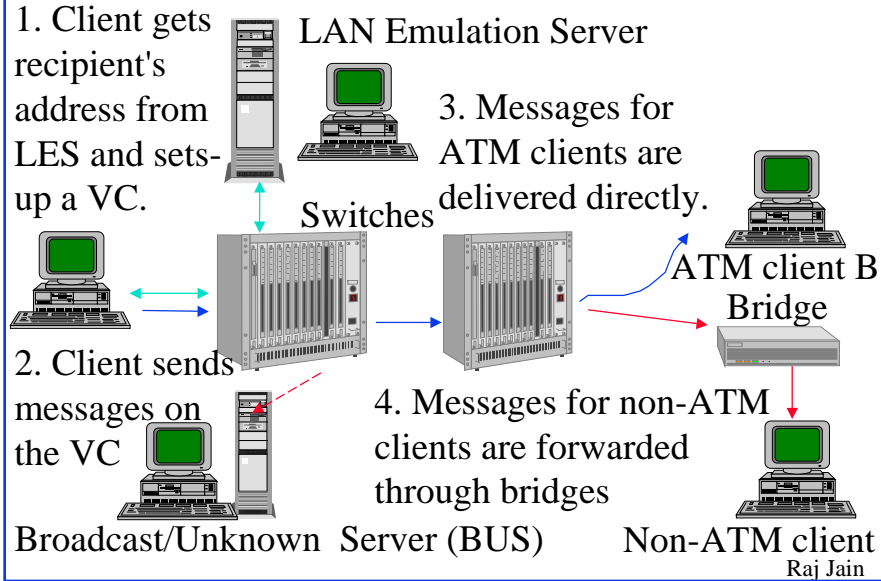 1. Client gets
recipient's
address from
LES and sets-
up a VC.
LAN Emulation Server
3. Messages for
ATM clients are
delivered directly.
Switches
ATM client B
Bridge
2. Client sends
messages on
the VC
4. Messages for non-ATM
clients are forwarded
through bridges
Broadcast/Unknown Server (BUS)
Non-ATM client
Raj Jain